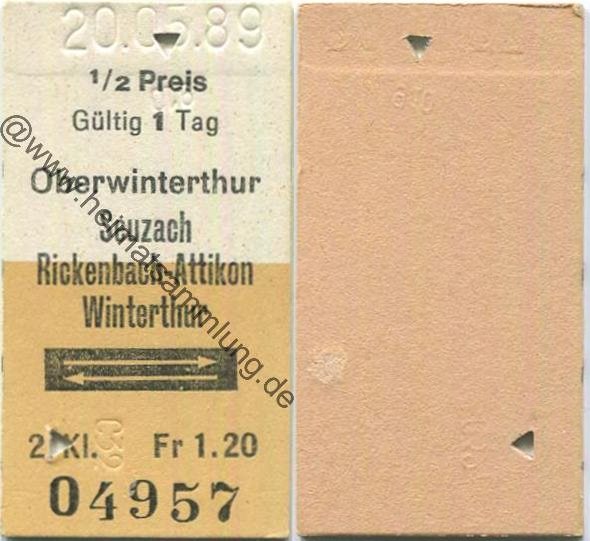 20.03.89
1/2 Preis
Gültig 1 Tag
Oberwinterthur
Seuzach
Rickenbach-Attikon
Winterthur
2. Kl. Fr 1.20
04957
@www.heimatsammlung.de